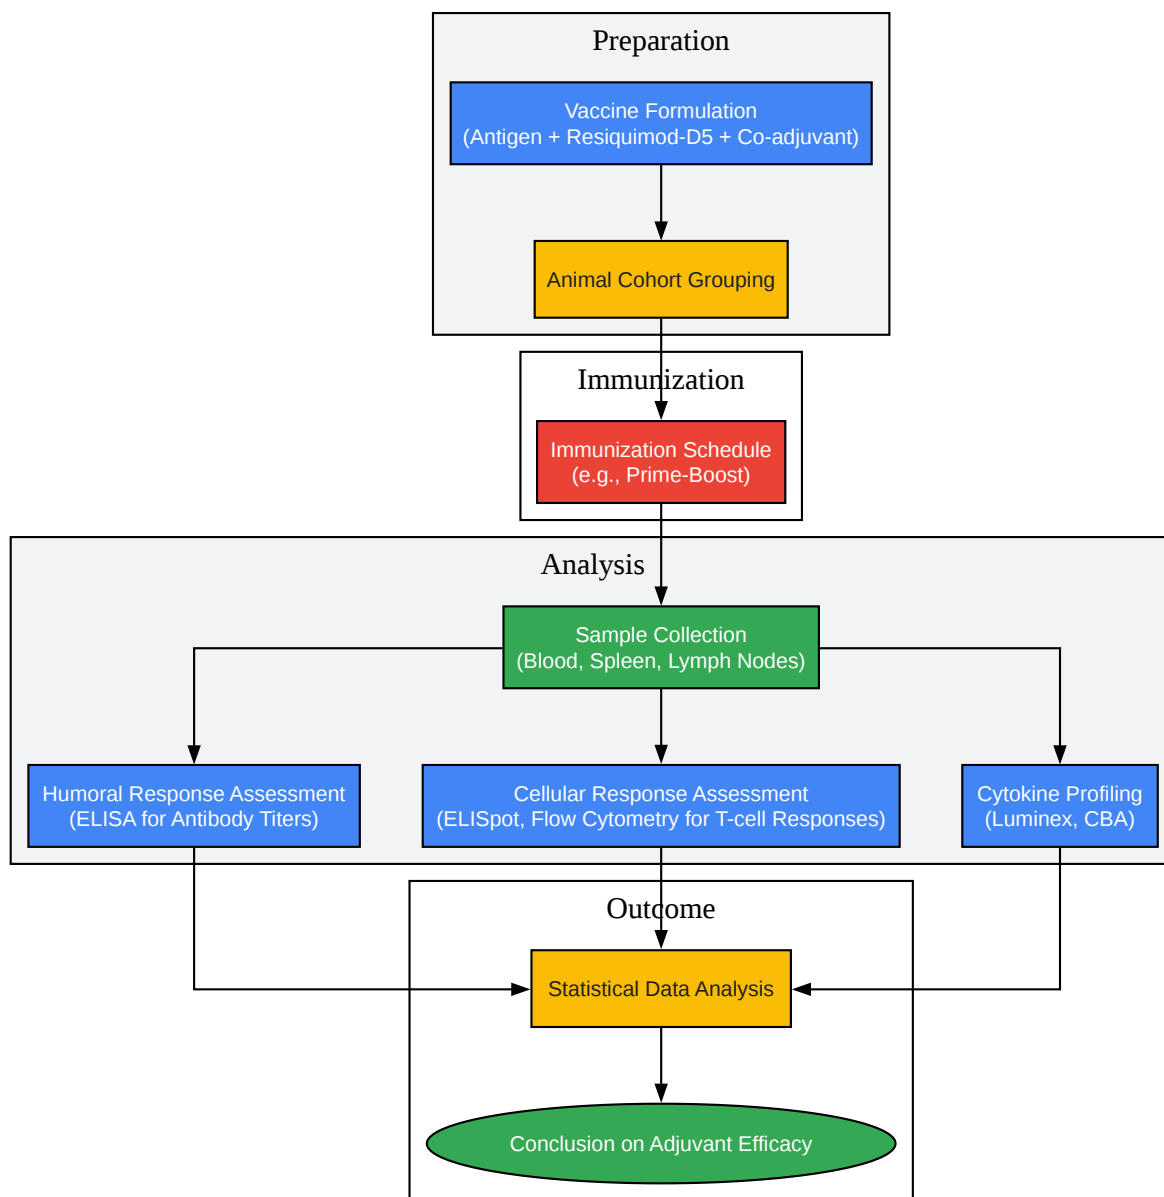 Preparation
Vaccine Formulation
(Antigen + Resiquimod-D5 + Co-adjuvant)
Animal Cohort Grouping
Immunization
Immunization Schedule
(e.g., Prime-Boost)
Analysis
Sample Collection
(Blood, Spleen, Lymph Nodes)
Humoral Response Assessment
(ELISA for Antibody Titers)
Cellular Response Assessment
(ELISpot, Flow Cytometry for T-cell Responses)
Cytokine Profiling
(Luminex, CBA)
Outcome
Statistical Data Analysis
Conclusion on Adjuvant Efficacy